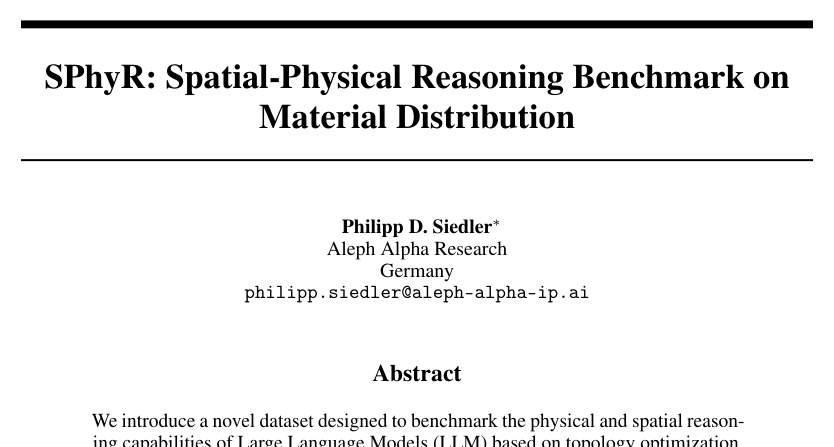 SPhyR: Spatial-Physical Reasoning Benchmark on
Material Distribution
Philipp D. Siedler*
Aleph Alpha Research
Germany
philipp.siedler@aleph-alpha-ip.ai
Abstract
We introduce a novel dataset designed to benchmark the physical and spatial reason-
ing capabilities of Large Language Models (LLM) based on topology optimization